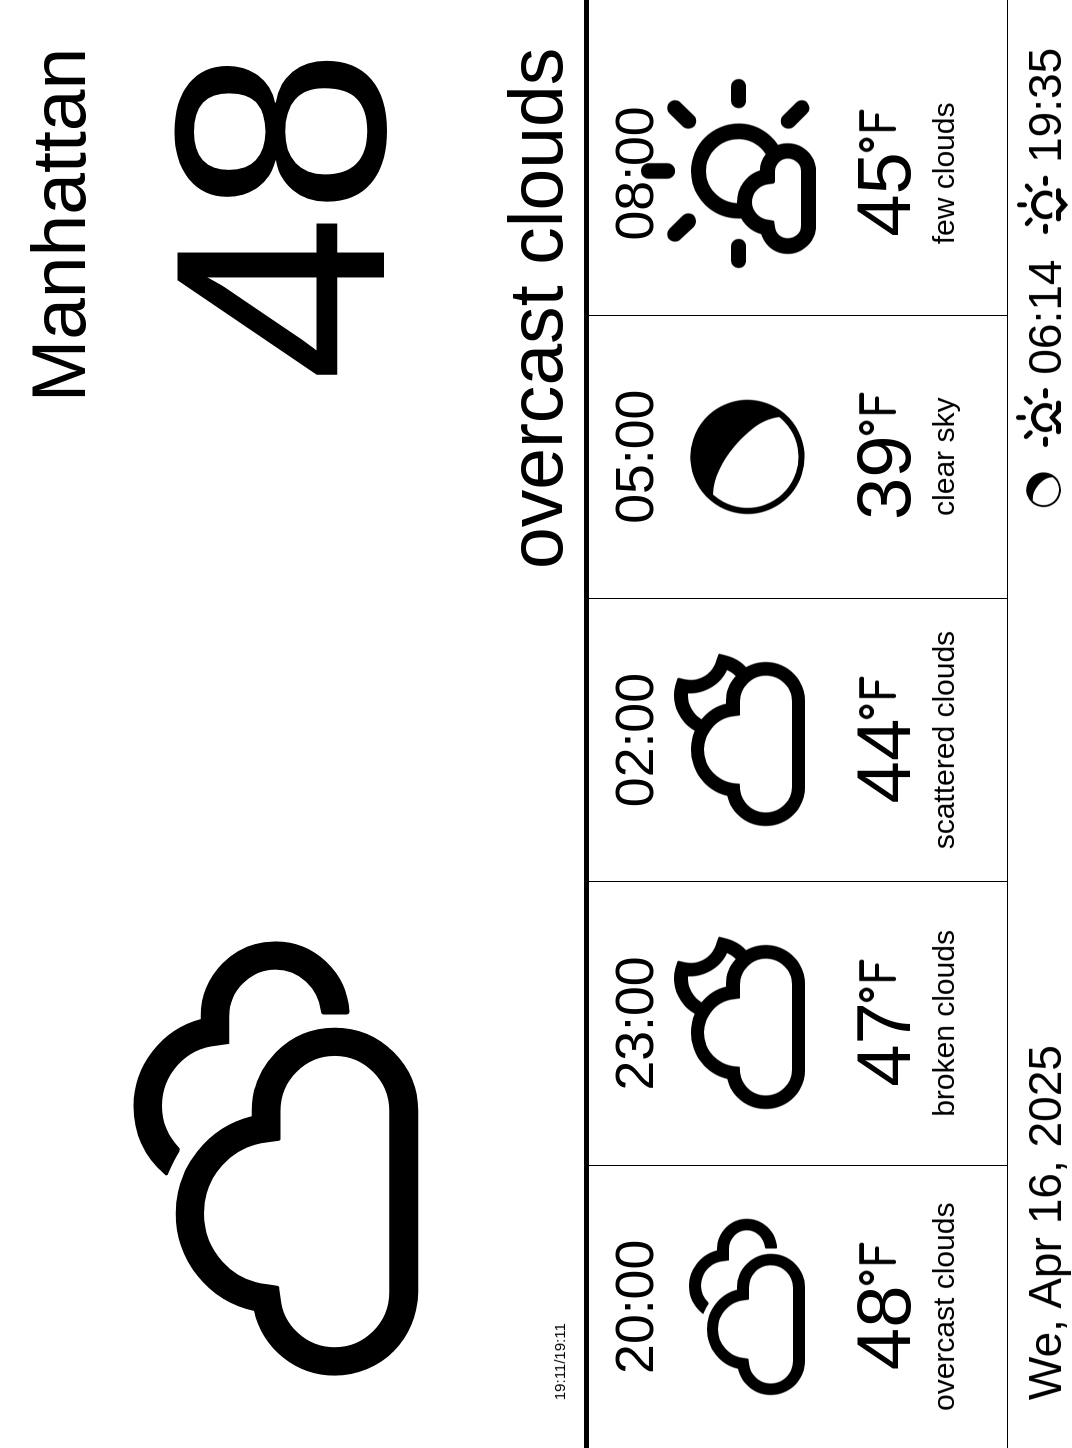 Manhattan
48
overcast clouds
19:11/19:11
20:00 23:00 02:00 05:00 08:00
48°F 47°F 44°F 39°F 45°F
overcast clouds broken clouds scattered clouds clear sky few clouds
We, Apr 16, 2025 06:14 19:35